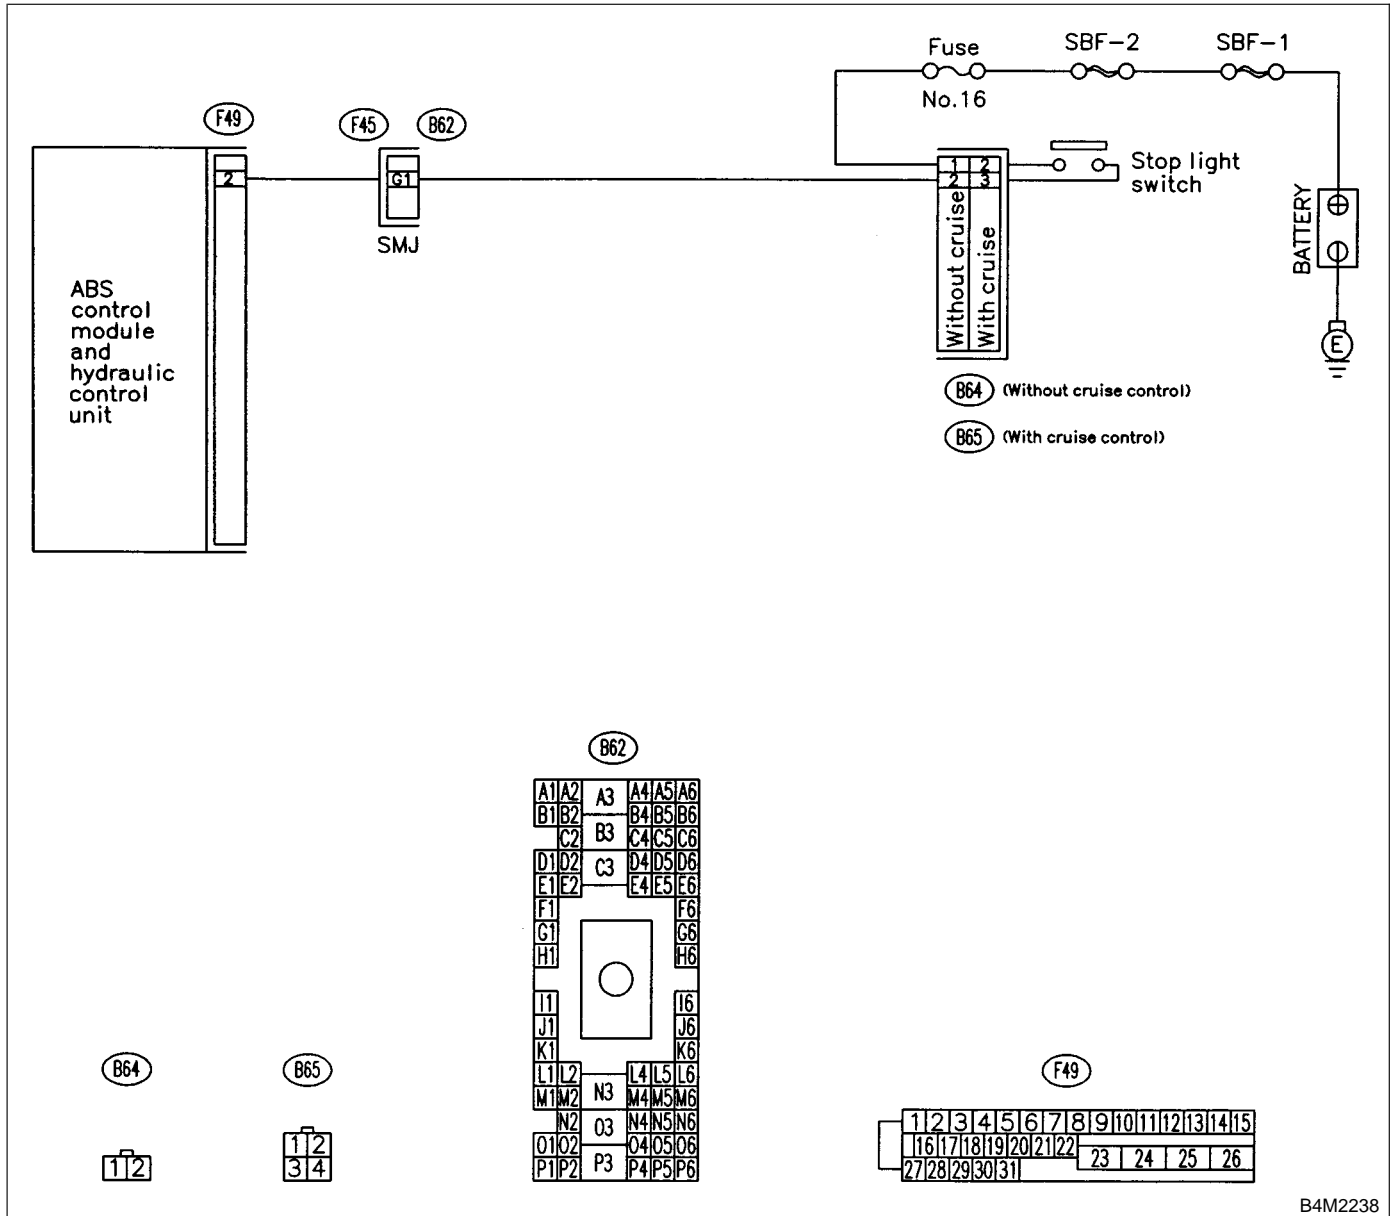 Fuse
No.16
SBF-2
SBF-1
F49
F45
B62
2
G1
SMJ
1 2
2 3
Without cruise
With cruise
Stop light
switch
BATTERY
E
ABS
control
module
and
hydraulic
control
unit
B64 (Without cruise control)
B65 (With cruise control)
B62
A1 A2 A3 A4 A5 A6
B1 B2 B4 B5 B6
B3
C2 C4 C5 C6
D1 D2 C3 D4 D5 D6
E1 E2 E4 E5 E6
F1 F6
G1 G6
H1 H6
I1 I6
J1 J6
K1 K6
L1 L2 L4 L5 L6
M1 M2 N3 M4 M5 M6
N2 O3 N4 N5 N6
O1 O2 O4 O5 O6
P1 P2 P3 P4 P5 P6
B64
1 2
B65
1 2
3 4
F49
1 2 3 4 5 6 7 8 9 10 11 12 13 14 15
16 17 18 19 20 21 22
23 24 25 26
27 28 29 30 31
B4M2238